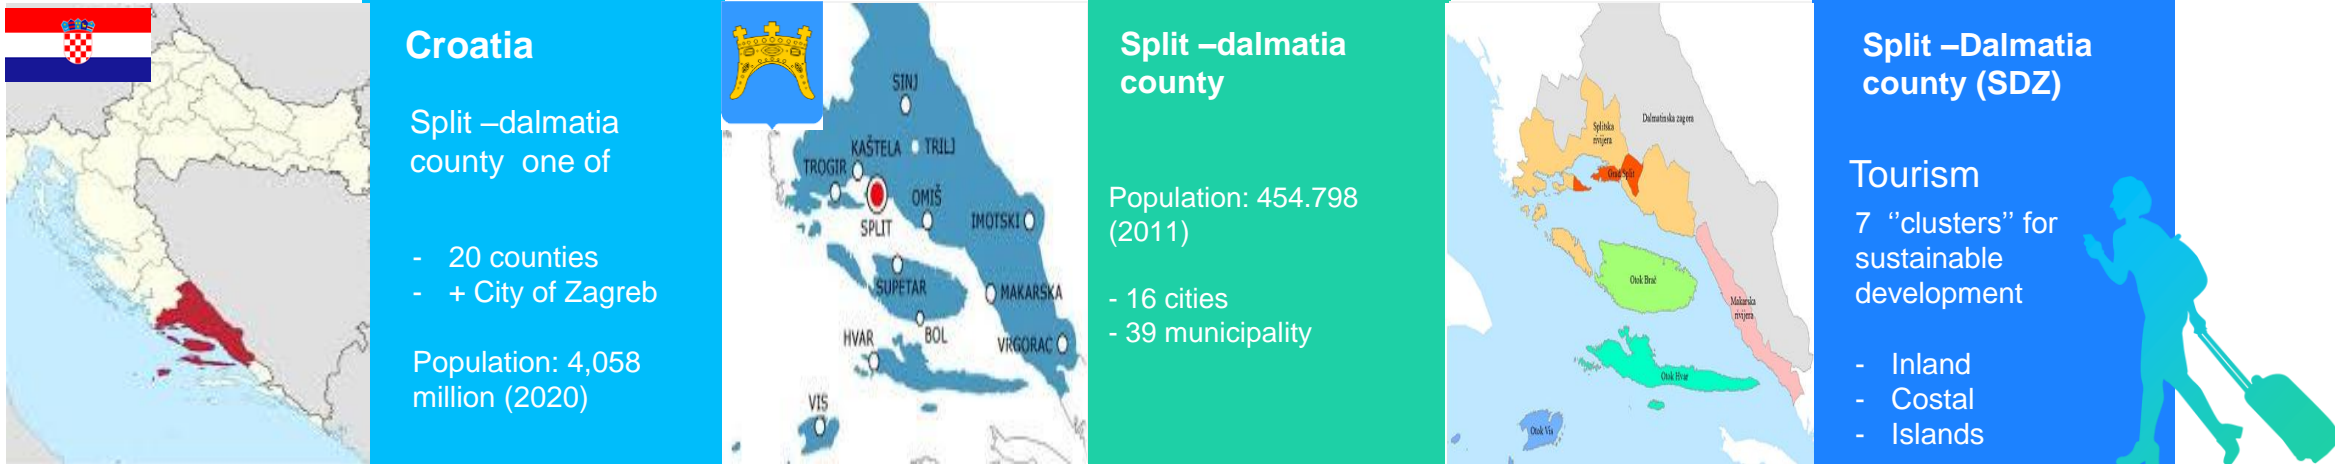 Croatia
Split –dalmatia
county one of
- 20 counties
- + City of Zagreb
Population: 4,058
million (2020)
SINJ
KAŠTELA
TRILJ
TROGIR
OMIŠ
IMOTSKI
SPLIT
SUPETAR
MAKARSKA
HVAR
BOL
VRGORAC
VIS
Split –dalmatia
county
Population: 454.798
(2011)
- 16 cities
- 39 municipality
Dalmatinska zagora
Splitska
rivijera
Grad Split
Otok Brač
Makarska
rivijera
Otok Hvar
Otok Vis
Split –Dalmatia
county (SDZ)
Tourism
7 ‘’clusters’’ for
sustainable
development
- Inland
- Costal
- Islands